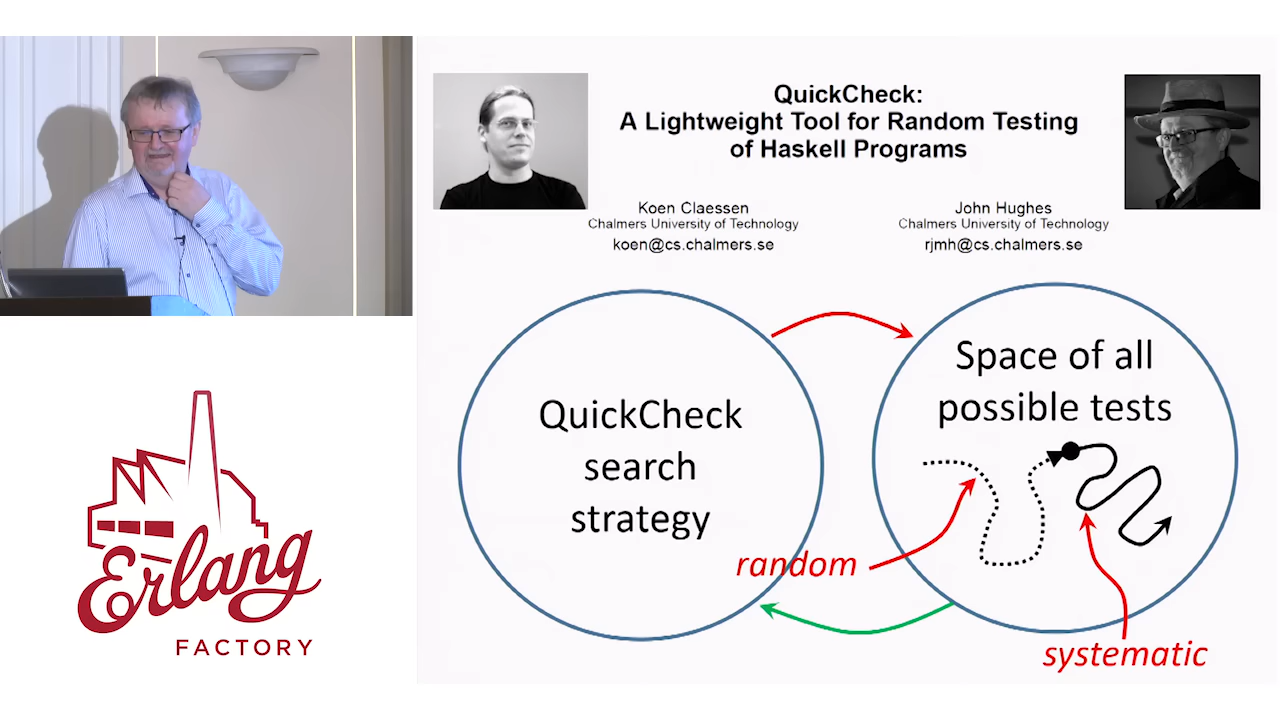 QuickCheck:
A Lightweight Tool for Random Testing
of Haskell Programs
Koen Claessen
Chalmers University of Technology
koen@cs.chalmers.se
John Hughes
Chalmers University of Technology
rjmh@cs.chalmers.se
QuickCheck
search
strategy
Space of all
possible tests
random
systematic
Erlang
FACTORY